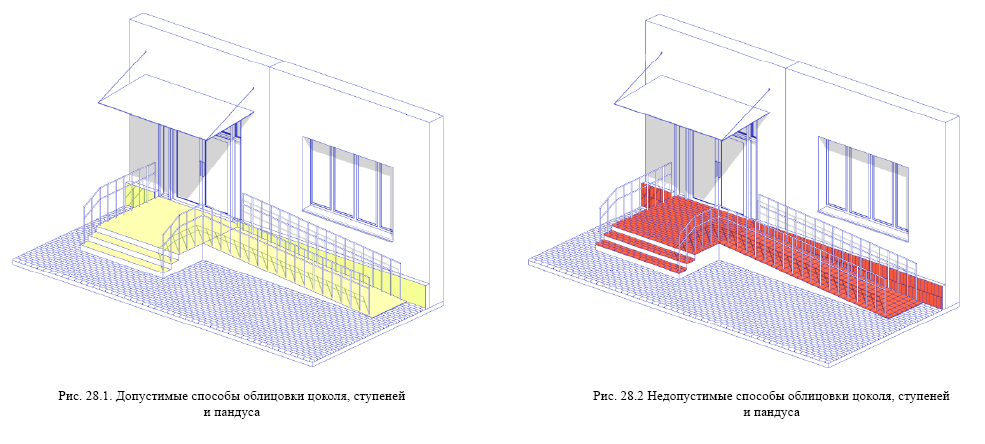 Рис. 28.1. Допустимые способы облицовки цоколя, ступеней
и пандуса
Рис. 28.2 Недопустимые способы облицовки цоколя, ступеней
и пандуса